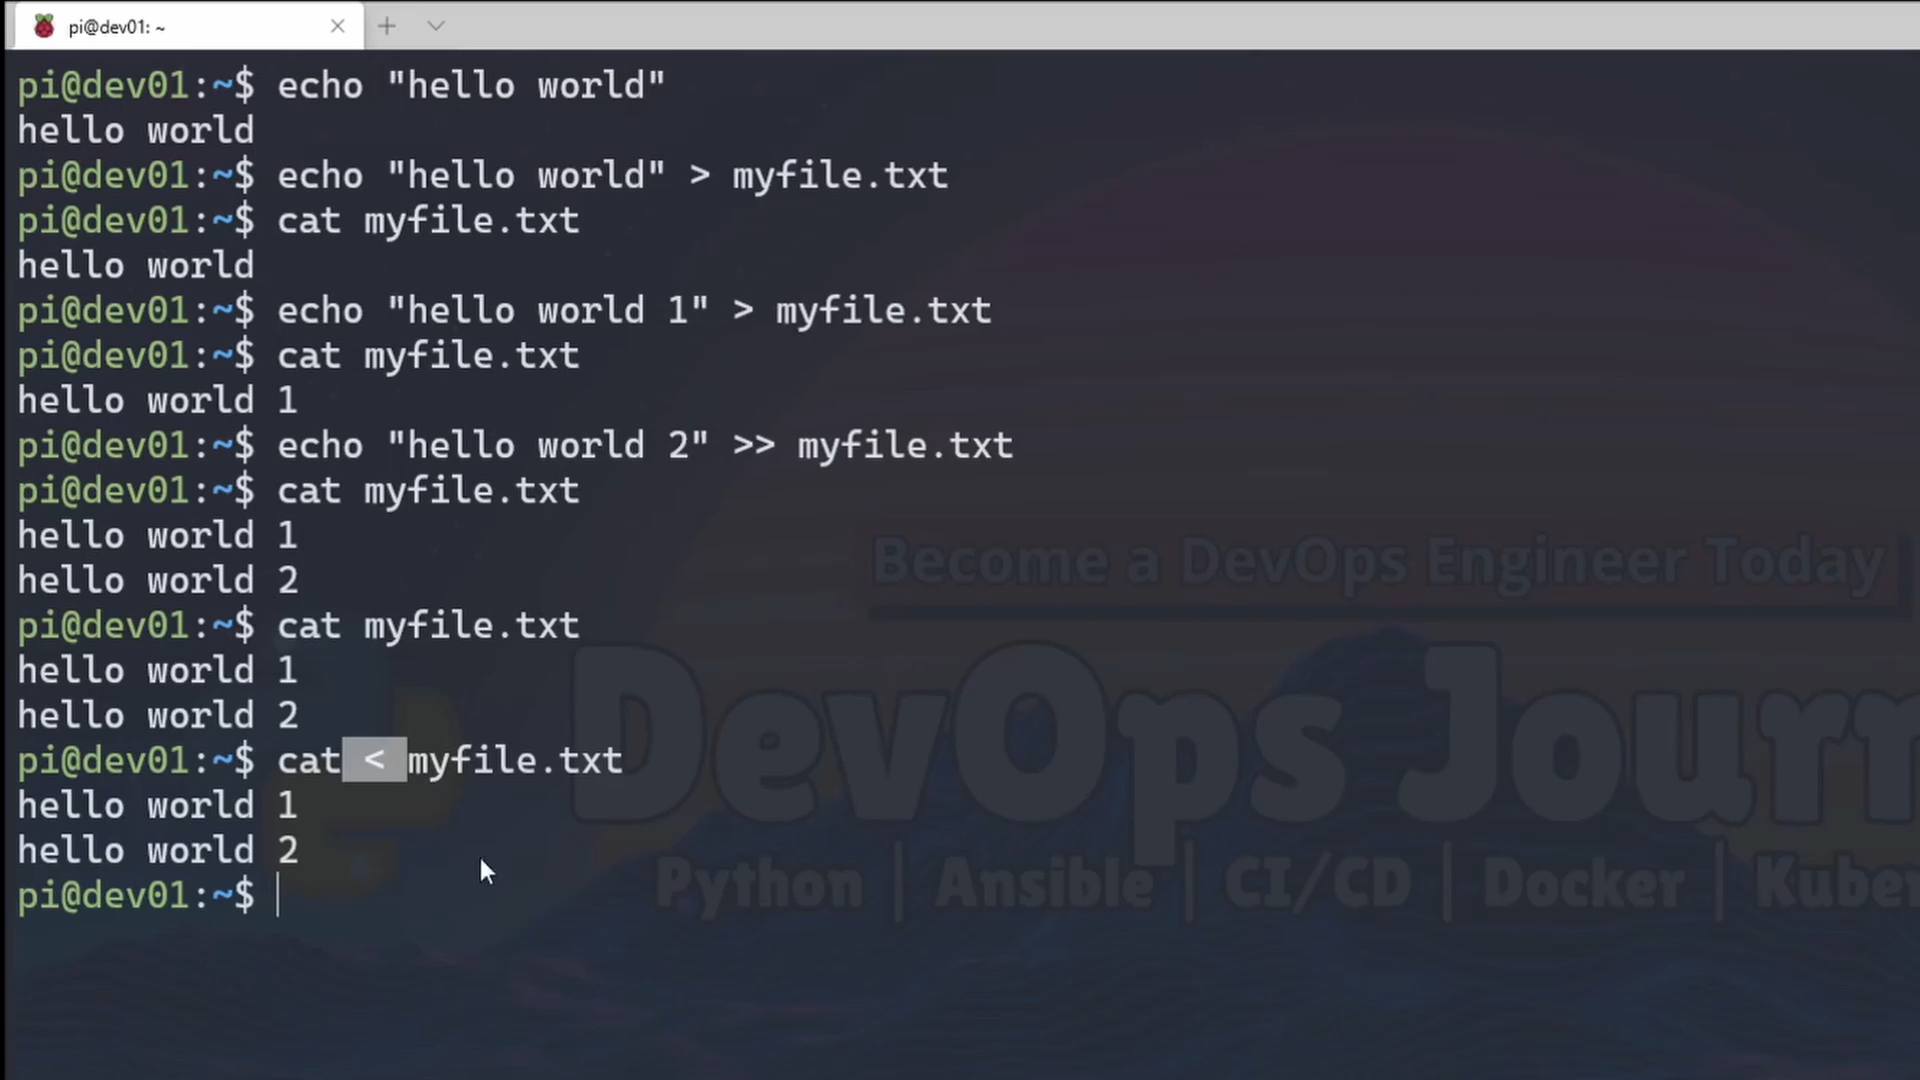 pi@dev01: ~
pi@dev01:~$ echo "hello world"
hello world
pi@dev01:~$ echo "hello world" > myfile.txt
pi@dev01:~$ cat myfile.txt
hello world
pi@dev01:~$ echo "hello world 1" > myfile.txt
pi@dev01:~$ cat myfile.txt
hello world 1
pi@dev01:~$ echo "hello world 2" >> myfile.txt
pi@dev01:~$ cat myfile.txt
hello world 1
hello world 2
pi@dev01:~$ cat myfile.txt
hello world 1
hello world 2
pi@dev01:~$ cat < myfile.txt
hello world 1
hello world 2
pi@dev01:~$
Become a DevOps Engineer Today
DevOps Journ
Python | Ansible | CI/CD | Docker | Kuber